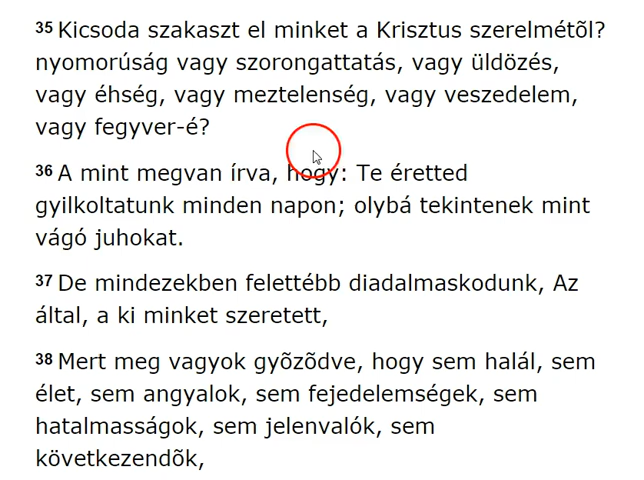 35 Kicsoda szakaszt el minket a Krisztus szerelmétõl?
nyomorúság vagy szorongattatás, vagy üldözés,
vagy éhség, vagy meztelenség, vagy veszedelem,
vagy fegyver-é?
36 A mint megvan írva, hogy: Te éretted
gyilkoltatunk minden napon; olybá tekintenek mint
vágó juhokat.
37 De mindezekben felettébb diadalmaskodunk, Az
által, a ki minket szeretett,
38 Mert meg vagyok gyõzõdve, hogy sem halál, sem
élet, sem angyalok, sem fejedelemségek, sem
hatalmasságok, sem jelenvalók, sem
következendõk,